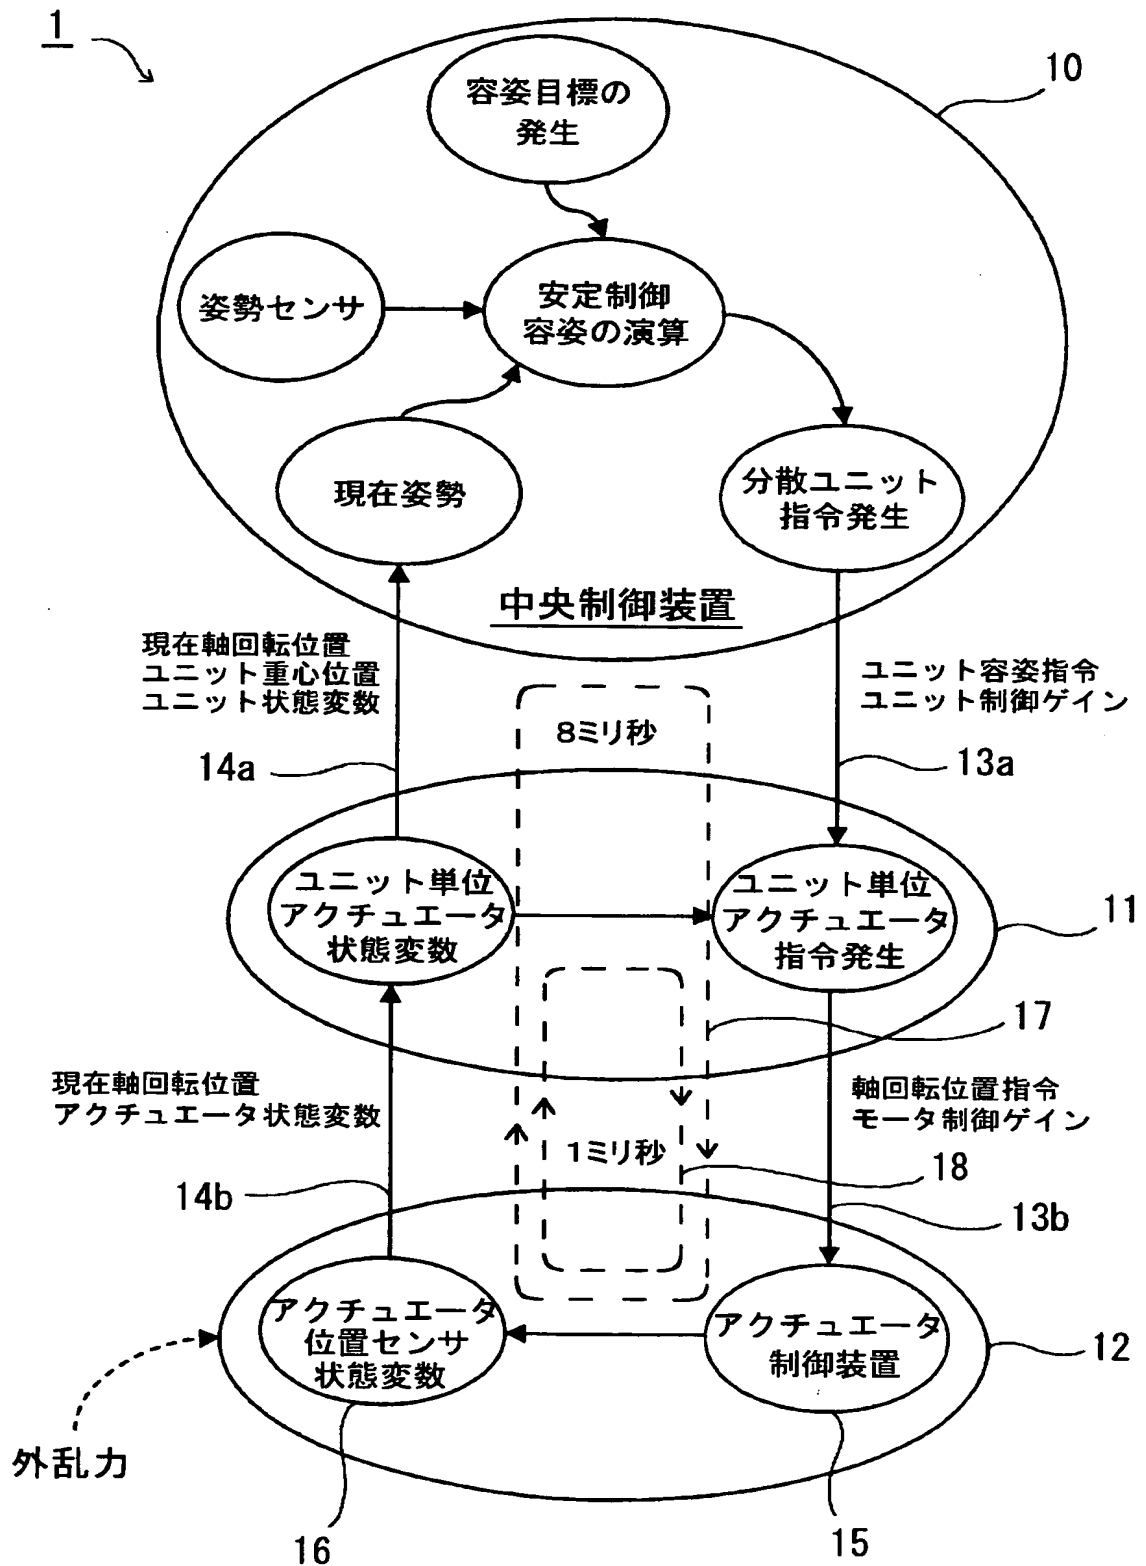 1
10
容姿目標の
発生
姿勢センサ
安定制御
容姿の演算
現在姿勢
分散ユニット
指令発生
中央制御装置
現在軸回転位置
ユニット重心位置
ユニット状態変数
ユニット容姿指令
ユニット制御ゲイン
8ミリ秒
14a
13a
ユニット単位
アクチュエータ
状態変数
ユニット単位
アクチュエータ
指令発生
11
17
現在軸回転位置
アクチュエータ状態変数
軸回転位置指令
モータ制御ゲイン
1ミリ秒
18
14b
13b
アクチュエータ
位置センサ
状態変数
アクチュエータ
制御装置
12
外乱力
16
15